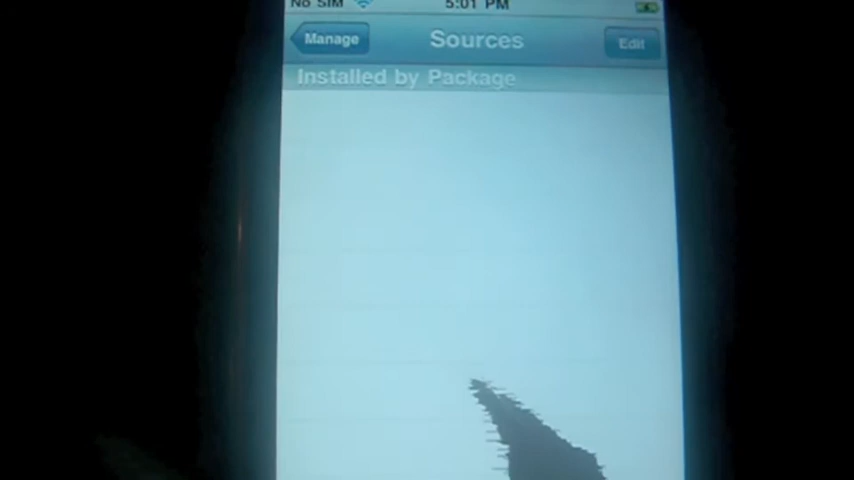 No SIM 5:01 PM
Manage Sources Edit
Installed by Package